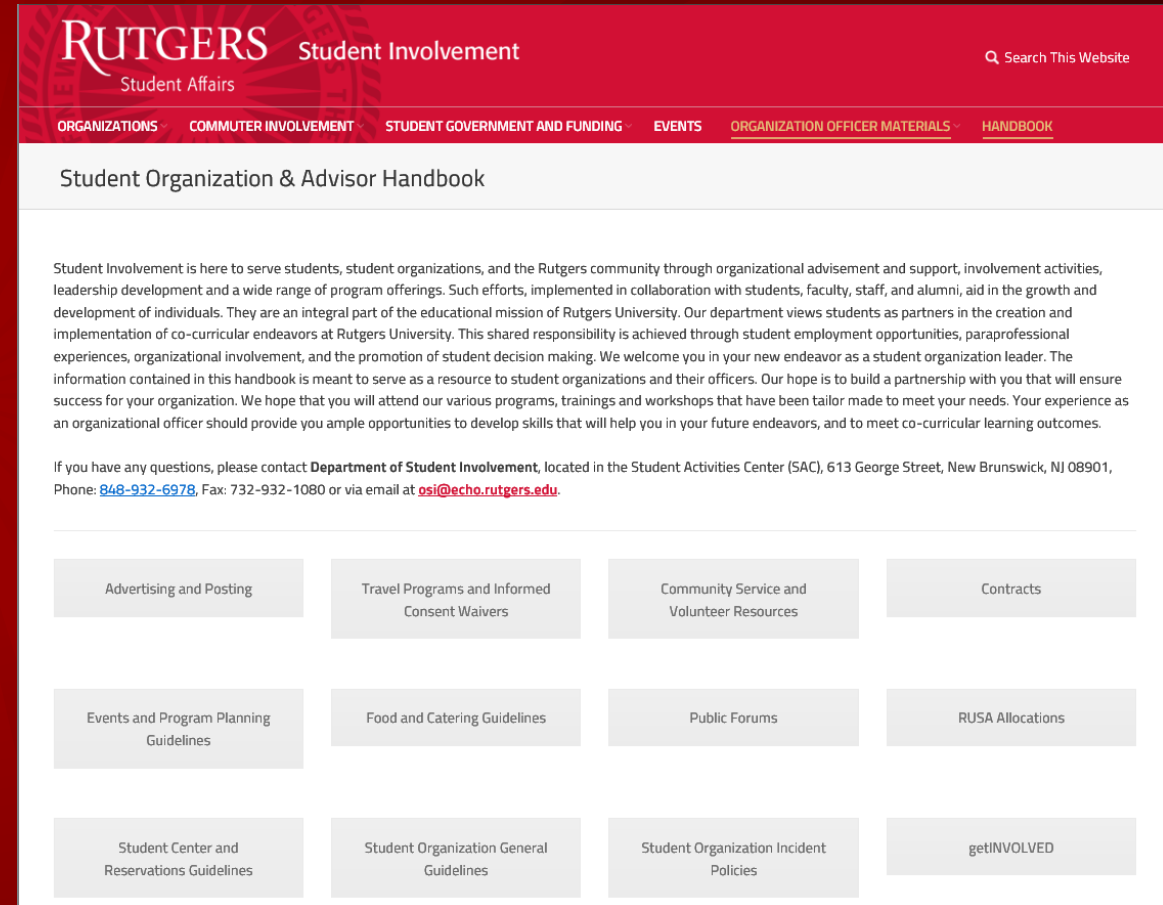 RUTGERS Student Involvement
Student Affairs
Search This Website
ORGANIZATIONS COMMUTER INVOLVEMENT STUDENT GOVERNMENT AND FUNDING EVENTS ORGANIZATION OFFICER MATERIALS HANDBOOK
Student Organization & Advisor Handbook
Student Involvement is here to serve students, student organizations, and the Rutgers community through organizational advisement and support, involvement activities,
leadership development and a wide range of program offerings. Such efforts, implemented in collaboration with students, faculty, staff, and alumni, aid in the growth and
development of individuals. They are an integral part of the educational mission of Rutgers University. Our department views students as partners in the creation and
implementation of co-curricular endeavors at Rutgers University. This shared responsibility is achieved through student employment opportunities, paraprofessional
experiences, organizational involvement, and the promotion of student decision making. We welcome you in your new endeavor as a student organization leader. The
information contained in this handbook is meant to serve as a resource to student organizations and their officers. Our hope is to build a partnership with you that will ensure
success for your organization. We hope that you will attend our various programs, trainings and workshops that have been tailor made to meet your needs. Your experience as
an organizational officer should provide you ample opportunities to develop skills that will help you in your future endeavors, and to meet co-curricular learning outcomes.
If you have any questions, please contact Department of Student Involvement, located in the Student Activities Center (SAC), 613 George Street, New Brunswick, NJ 08901,
Phone: 848-932-6978, Fax: 732-932-1080 or via email at osi@echo.rutgers.edu.
Advertising and Posting
Travel Programs and Informed
Consent Waivers
Community Service and
Volunteer Resources
Contracts
Events and Program Planning
Guidelines
Food and Catering Guidelines
Public Forums
RUSA Allocations
Student Center and
Reservations Guidelines
Student Organization General
Guidelines
Student Organization Incident
Policies
getINVOLVED